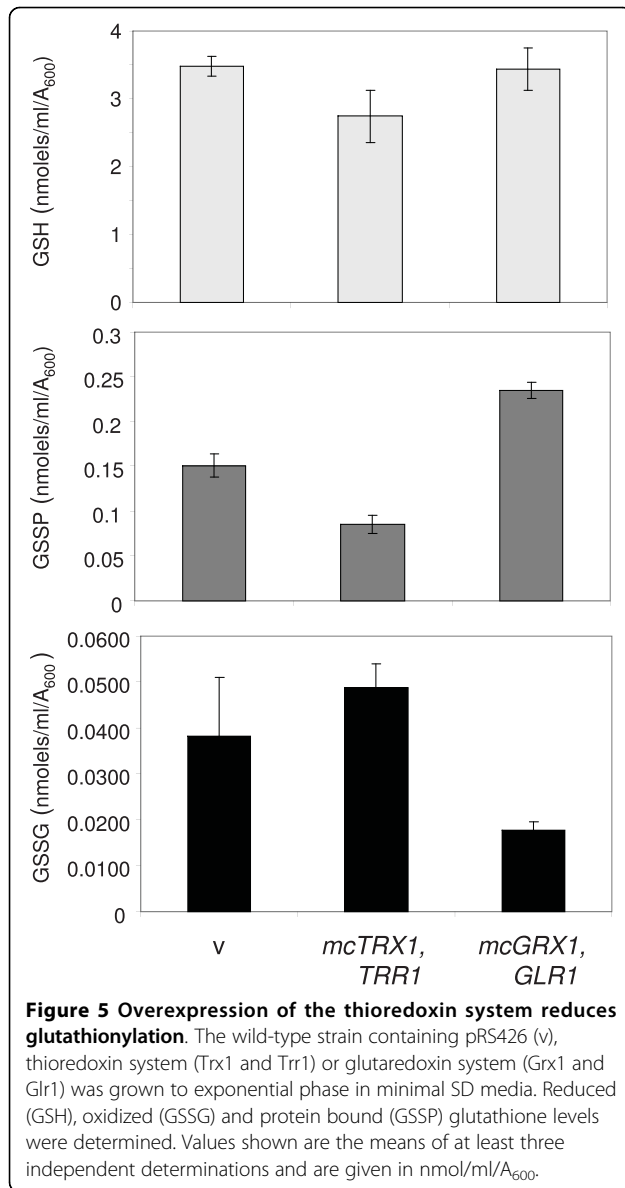 4
3
2
1
0
GSH (nmolels/ml/A600)
0.3
0.25
0.2
0.15
0.1
0.05
0
GSSP (nmolels/ml/A600)
0.0600
0.0500
0.0400
0.0300
0.0200
0.0100
0
GSSG (nmolels/ml/A600)
v mcTRX1, mcGRX1,
TRR1 GLR1
Figure 5 Overexpression of the thioredoxin system reduces
glutathionylation. The wild-type strain containing pRS426 (v),
thioredoxin system (Trx1 and Trr1) or glutaredoxin system (Grx1 and
Glr1) was grown to exponential phase in minimal SD media. Reduced
(GSH), oxidized (GSSG) and protein bound (GSSP) glutathione levels
were determined. Values shown are the means of at least three
independent determinations and are given in nmol/ml/A600.